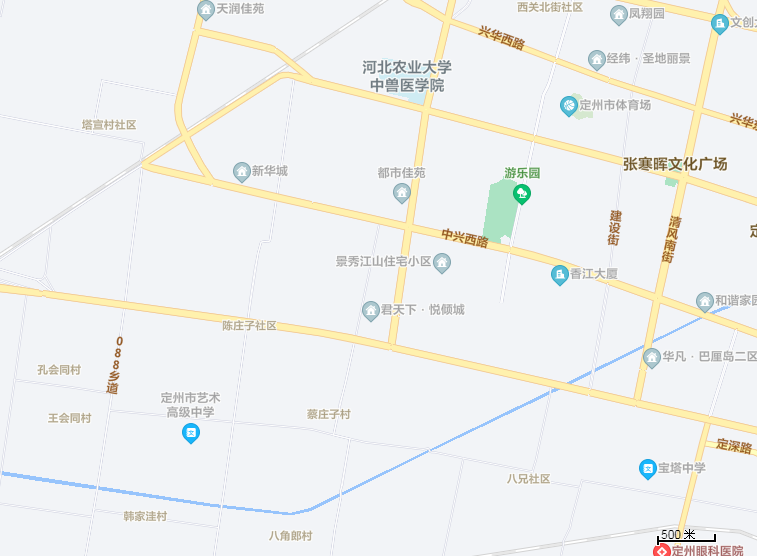 天润佳苑
西关北街社区
凤翔园
文创
兴华西路
经纬·圣地丽景
河北农业大学
中兽医学院
定州市体育场
兴华
塔宣村社区
张寒晖文化广场
新华城
都市佳苑
游乐园
建设街
清风南街
中兴西路
景秀江山住宅小区
香江大厦
和谐家园
君天下·悦倾城
陈庄子社区
088乡道
华凡·巴厘岛二区
孔会同村
定州市艺术
高级中学
王会同村
蔡庄子村
定深路
宝塔中学
八兄社区
韩家洼村
八角郎村
500 米
定州眼科医院